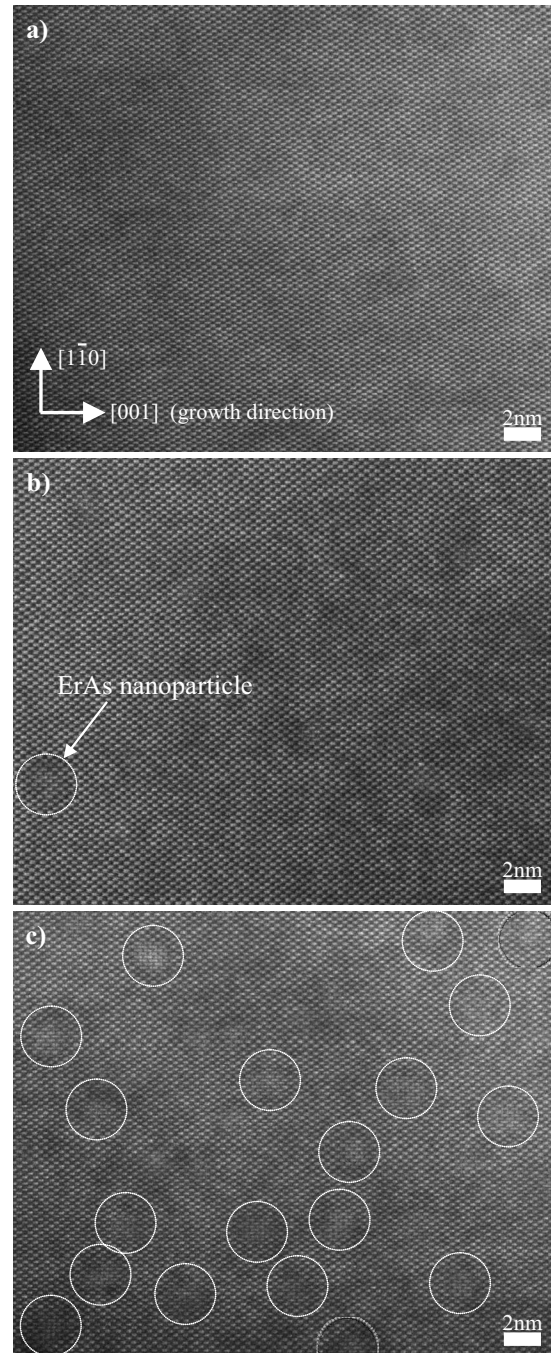 a)
[11̄0]
[001] (growth direction)
2nm
b)
ErAs nanoparticle
2nm
c)
2nm